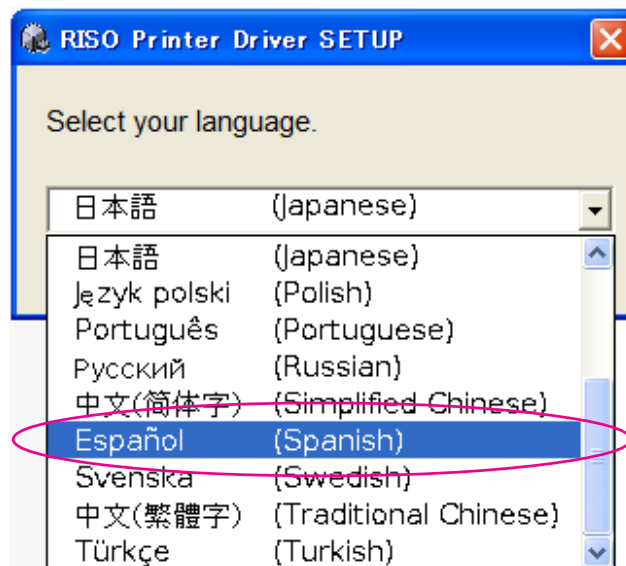 RISO Printer Driver SETUP
Select your language.
日本語 (Japanese)
日本語 (Japanese)
Język polski (Polish)
Português (Portuguese)
Русский (Russian)
中文(简体字) (Simplified Chinese)
Español (Spanish)
Svenska (Swedish)
中文(繁體字) (Traditional Chinese)
Türkçe (Turkish)